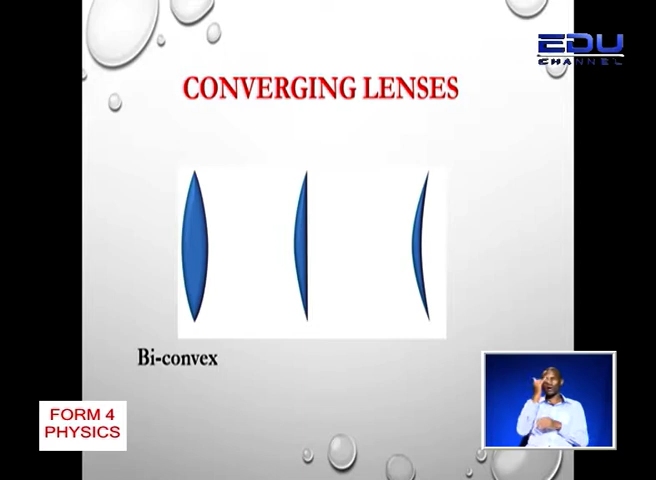 EDU
CHANNEL
CONVERGING LENSES
Bi-convex
FORM 4
PHYSICS